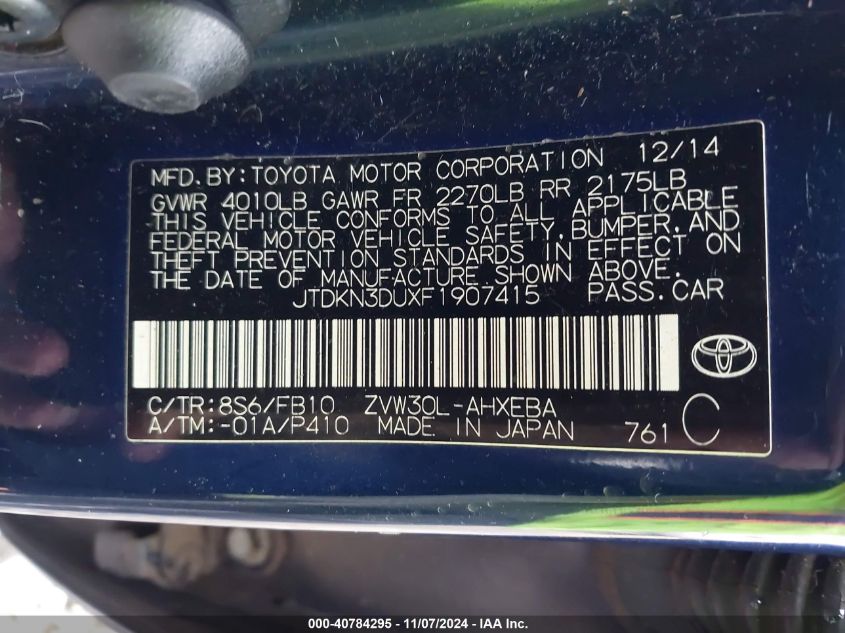 MFD. BY: TOYOTA MOTOR CORPORATION 12/14
GVWR 4010LB GAWR FR 2270LB RR 2175LB
THIS VEHICLE CONFORMS TO ALL APPLICABLE
FEDERAL MOTOR VEHICLE SAFETY, BUMPER, AND
THEFT PREVENTION STANDARDS IN EFFECT ON
THE DATE OF MANUFACTURE SHOWN ABOVE.
JTDKN3DUXF1907415 PASS. CAR
C/TR: 8S6/FB10 ZVW30L-AHXEBA
A/TM: -01A/P410 MADE IN JAPAN 761 C
000-40784295 - 11/07/2024 - IAA Inc.